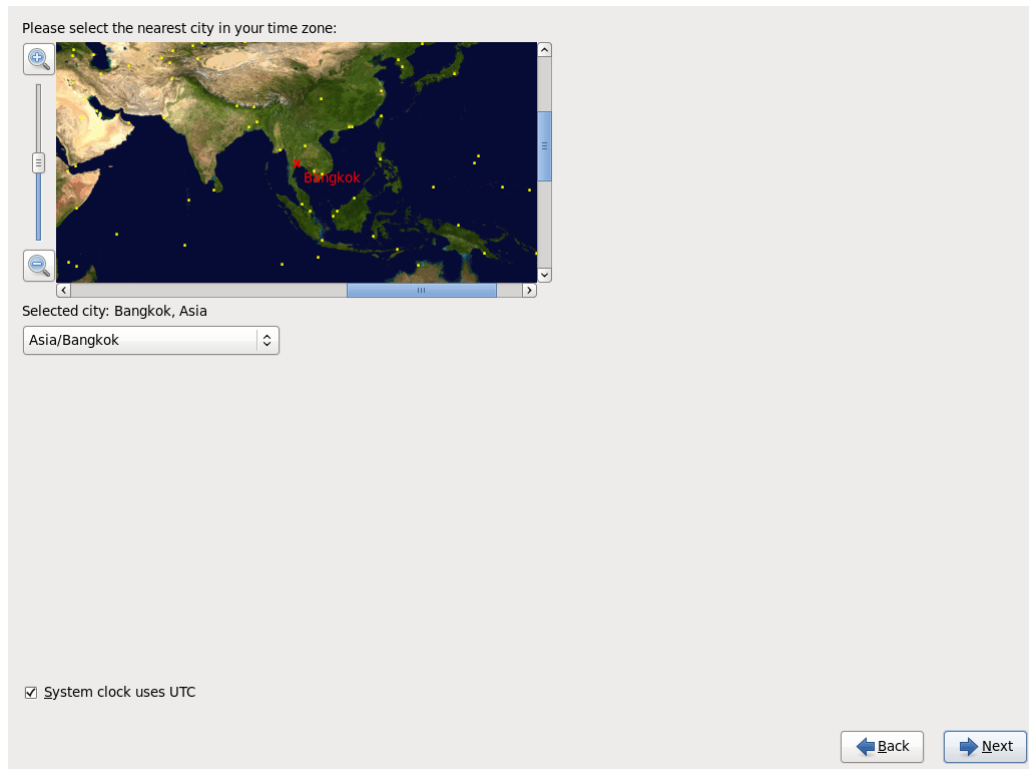 Please select the nearest city in your time zone:
Bangkok
Selected city: Bangkok, Asia
Asia/Bangkok
System clock uses UTC
Back
Next